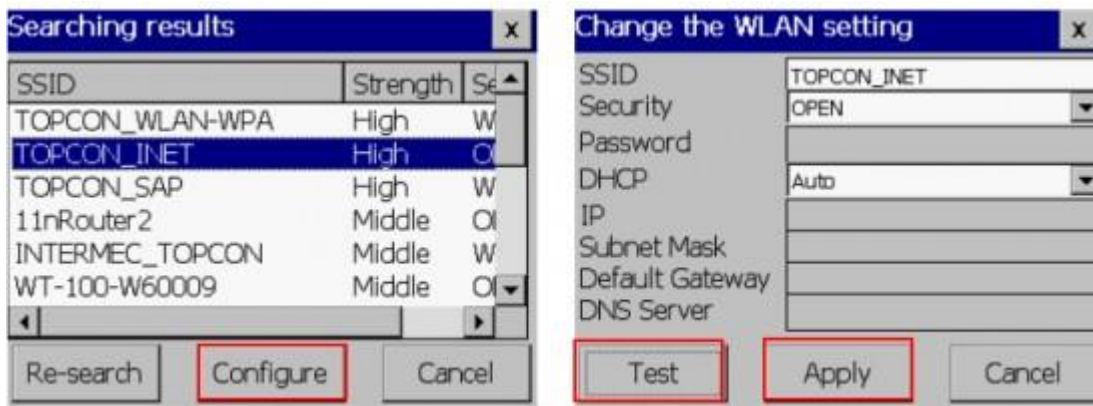 Searching results x
SSID Strength Se
TOPCON_WLAN-WPA High W
TOPCON_INET High O
TOPCON_SAP High W
11nRouter2 Middle O
INTERMEC_TOPCON Middle W
WT-100-W60009 Middle O
Re-search Configure Cancel
Change the WLAN setting x
SSID TOPCON_INET
Security OPEN
Password
DHCP Auto
IP
Subnet Mask
Default Gateway
DNS Server
Test Apply Cancel